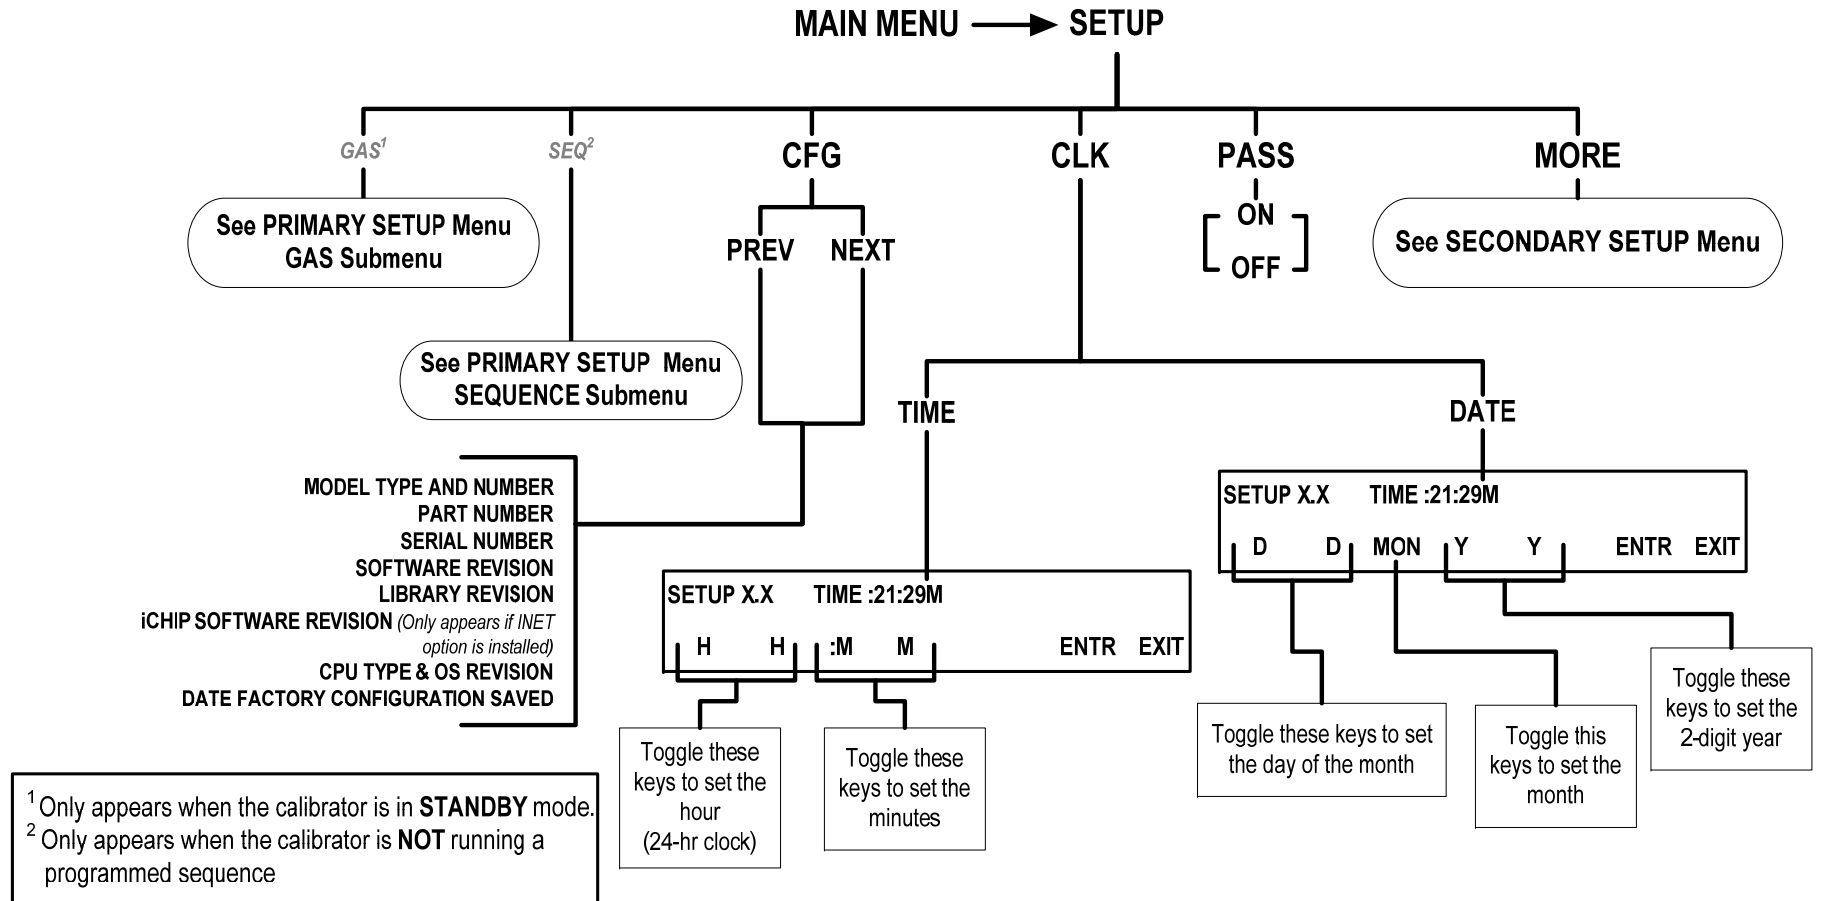 MAIN MENU SETUP
GAS1 SEQ2 CFG CLK PASS MORE
See PRIMARY SETUP Menu
GAS Submenu
See PRIMARY SETUP Menu
SEQUENCE Submenu
PREV NEXT
ON
OFF
See SECONDARY SETUP Menu
TIME
DATE
MODEL TYPE AND NUMBER
PART NUMBER
SERIAL NUMBER
SOFTWARE REVISION
LIBRARY REVISION
iCHIP SOFTWARE REVISION (Only appears if INET
option is installed)
CPU TYPE & OS REVISION
DATE FACTORY CONFIGURATION SAVED
SETUP X.X TIME :21:29M
H H :M M ENTR EXIT
Toggle these
keys to set the
hour
(24-hr clock)
Toggle these
keys to set the
minutes
SETUP X.X TIME :21:29M
D D MON Y Y ENTR EXIT
Toggle these keys to set
the day of the month
Toggle this
keys to set the
month
Toggle these
keys to set the
2-digit year
1 Only appears when the calibrator is in STANDBY mode.
2 Only appears when the calibrator is NOT running a
programmed sequence